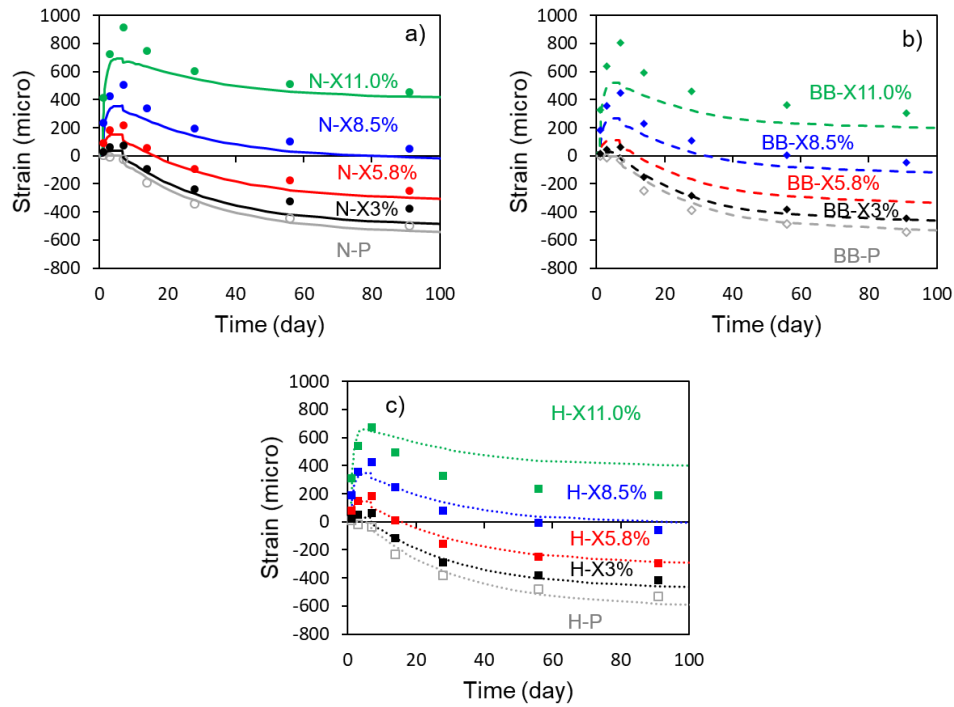 a)
Strain (micro)
1000
800
600
400
200
0
-200
-400
-600
-800
N-X11.0%
N-X8.5%
N-X5.8%
N-X3%
N-P
0 20 40 60 80 100
Time (day)
b)
Strain (micro)
1000
800
600
400
200
0
-200
-400
-600
-800
BB-X11.0%
BB-X8.5%
BB-X5.8%
BB-X3%
BB-P
0 20 40 60 80 100
Time (day)
c)
Strain (micro)
1000
800
600
400
200
0
-200
-400
-600
-800
H-X11.0%
H-X8.5%
H-X5.8%
H-X3%
H-P
0 20 40 60 80 100
Time (day)